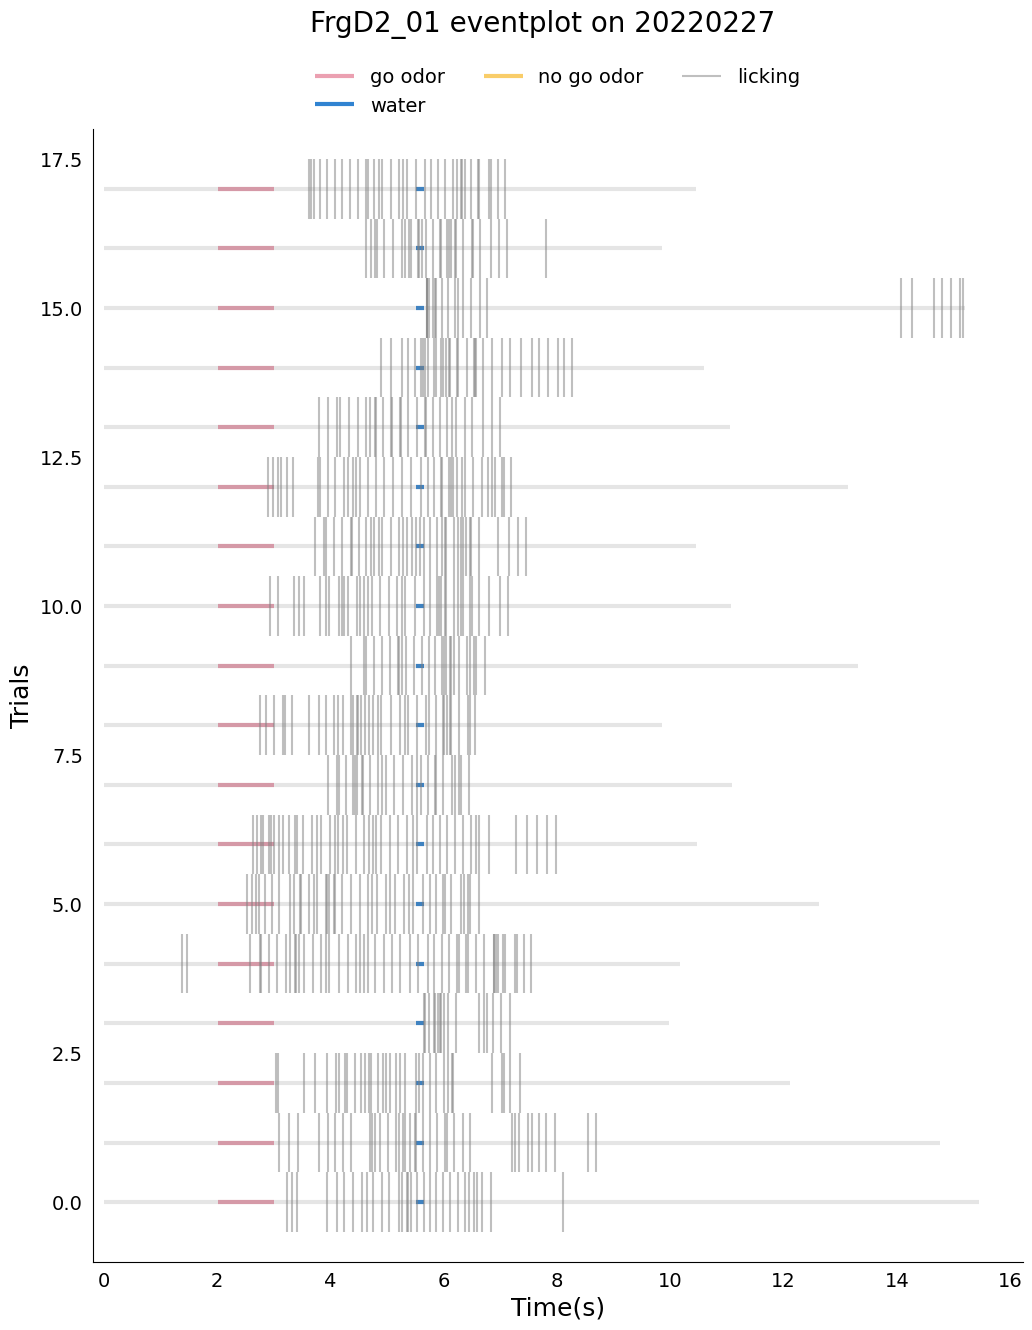 FrgD2_01 eventplot on 20220227
go odor
no go odor
licking
water
17.5
15.0
12.5
10.0
7.5
5.0
2.5
0.0
Trials
0 2 4 6 8 10 12 14 16
Time(s)